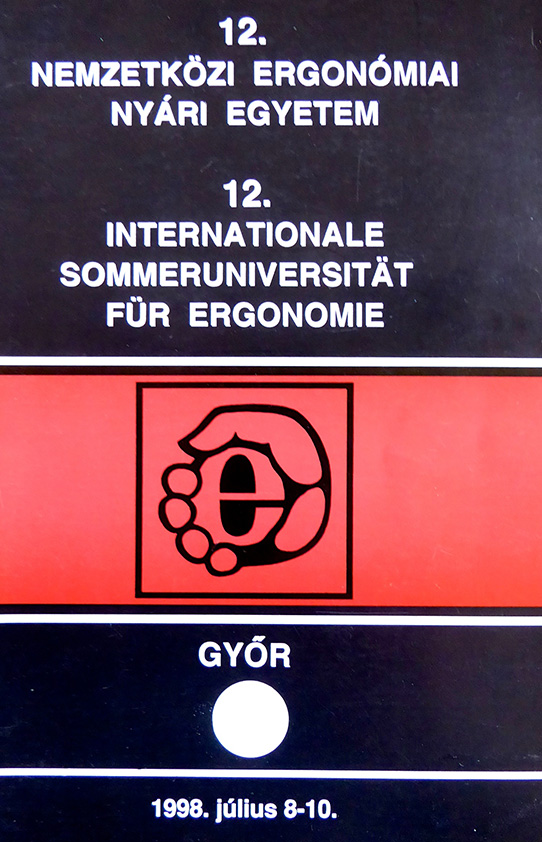 12.
NEMZETKÖZI ERGONÓMIAI
NYÁRI EGYETEM
12.
INTERNATIONALE
SOMMERUNIVERSITÄT
FÜR ERGONOMIE
e
GYŐR
1998. július 8-10.